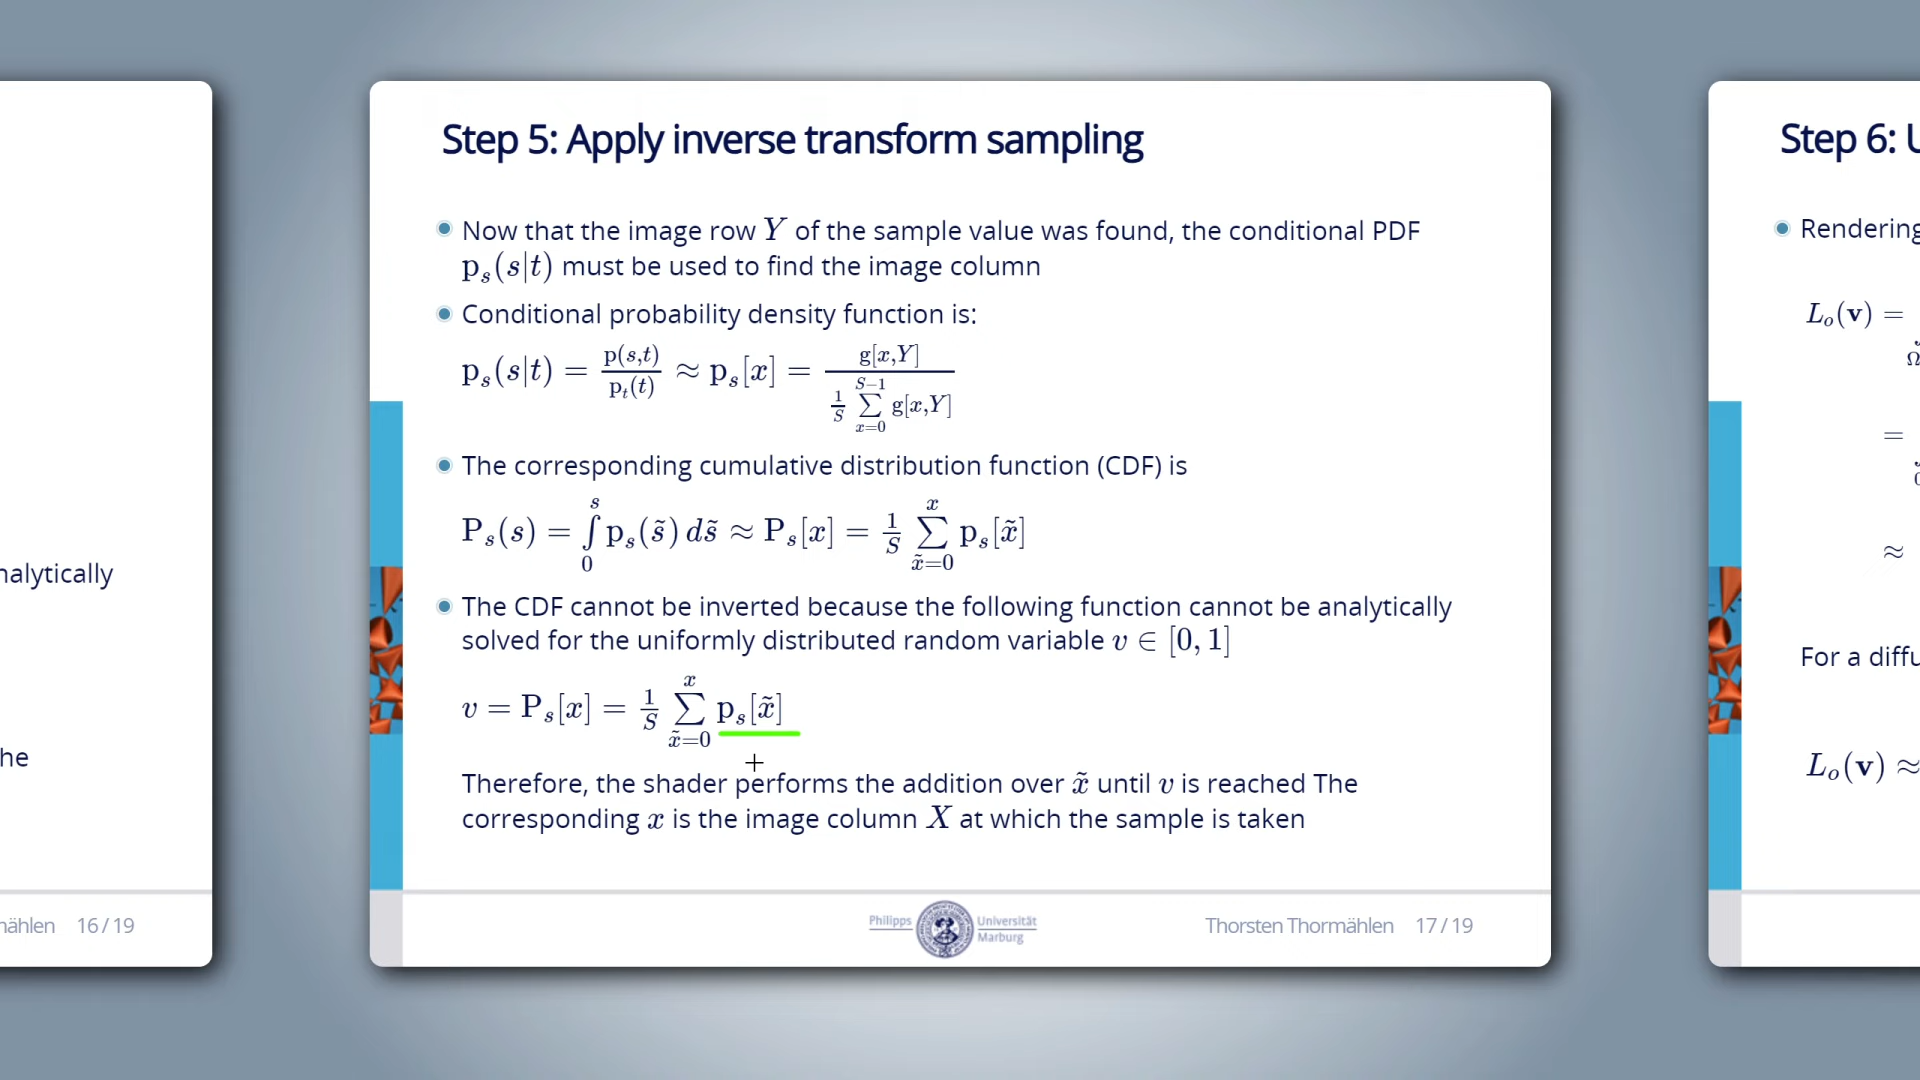 nalytically
he
mählen 16 / 19
Step 5: Apply inverse transform sampling
Now that the image row Y of the sample value was found, the conditional PDF
p_s(s|t) must be used to find the image column
Conditional probability density function is:
p_s(s|t) = p(s,t)/p_t(t) ≈ p_s[x] = g[x,Y] / (1/S ∑_{x=0}^{S−1} g[x,Y])
The corresponding cumulative distribution function (CDF) is
P_s(s) = ∫_0^s p_s(s̃) ds̃ ≈ P_s[x] = 1/S ∑_{x̃=0}^{x} p_s[x̃]
The CDF cannot be inverted because the following function cannot be analytically
solved for the uniformly distributed random variable v ∈ [0, 1]
v = P_s[x] = 1/S ∑_{x̃=0}^{x} p_s[x̃]
Therefore, the shader performs the addition over x̃ until v is reached The
corresponding x is the image column X at which the sample is taken
Philipps Universität
Marburg
Thorsten Thormählen 17 / 19
Step 6: U
Rendering
L_o(v) =
=
≈
For a diffu
L_o(v) ≈